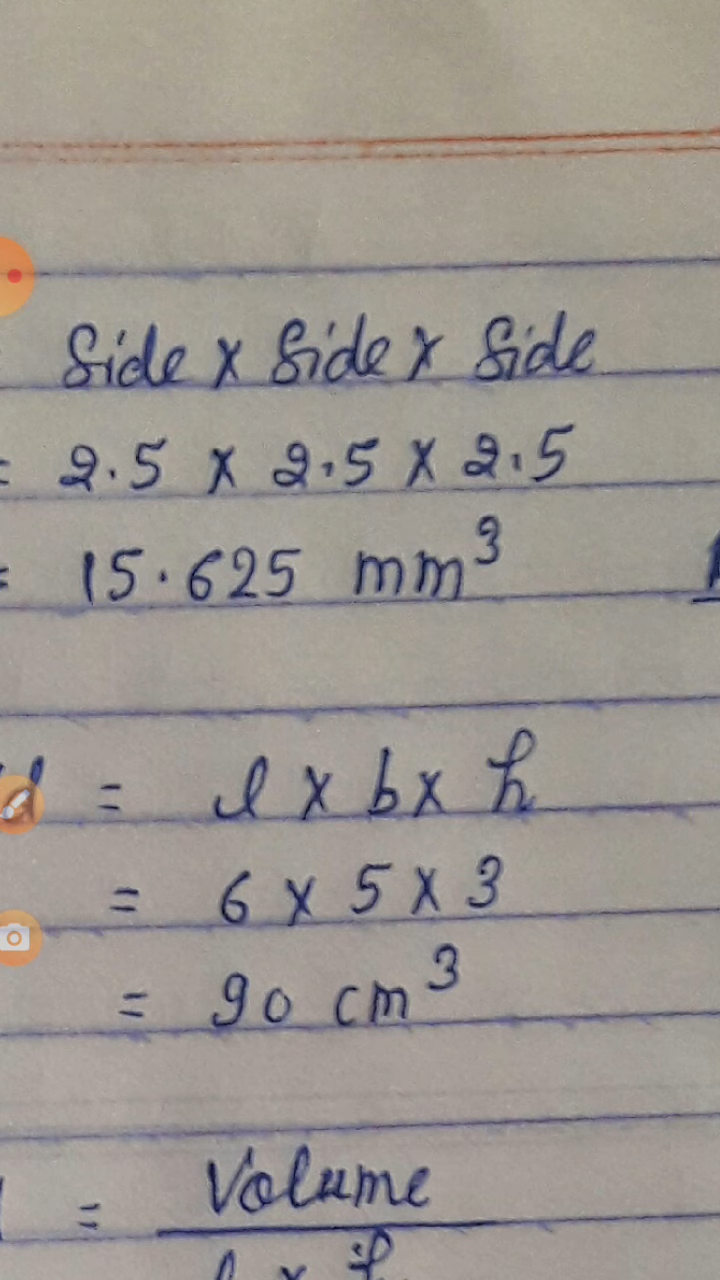 Side x Side x Side
= 2.5 x 2.5 x 2.5
= 15.625 mm³
= l x b x h
= 6 x 5 x 3
= 90 cm³
= Volume